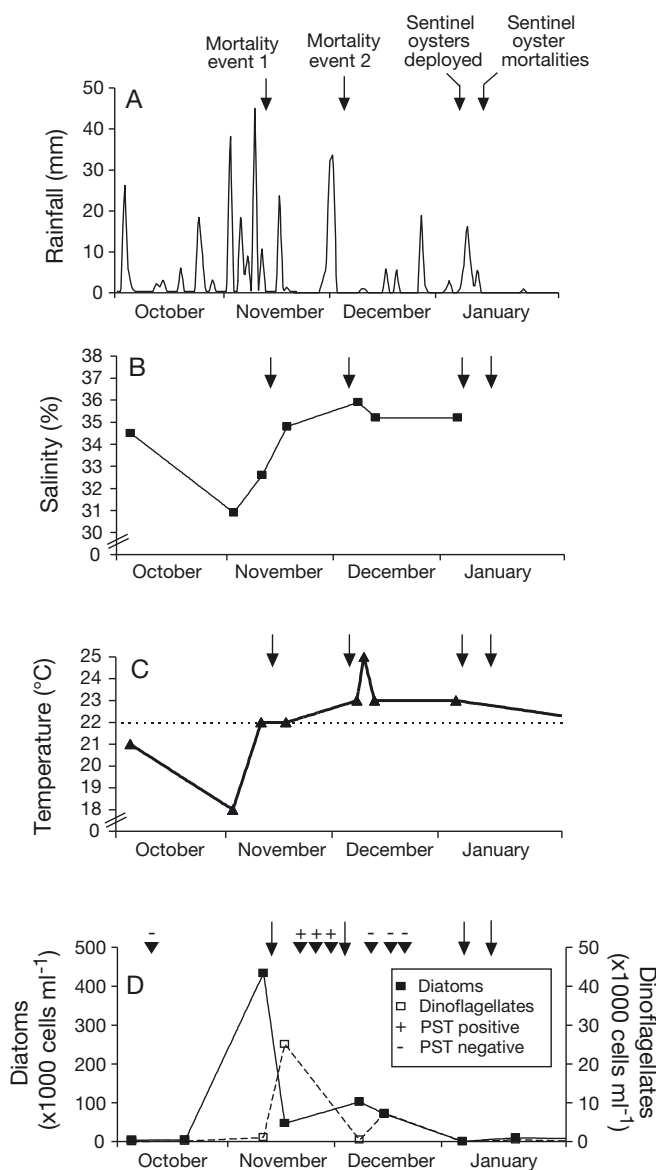 Mortality
event 1
Mortality
event 2
Sentinel
oysters
deployed
Sentinel
oyster
mortalities
A
Rainfall (mm)
50
40
30
20
10
0
October November December January
B
Salinity (%)
38
37
36
35
33
32
31
30
0
October November December January
C
Temperature (°C)
25
24
23
22
21
20
19
18
0
October November December January
D
- + + + - - -
Diatoms
(x1000 cells ml-1)
500
400
300
200
100
0
Diatoms
Dinoflagellates
+ PST positive
- PST negative
50
40
30
20
10
0
Dinoflagellates
(x1000 cells ml-1)
October November December January